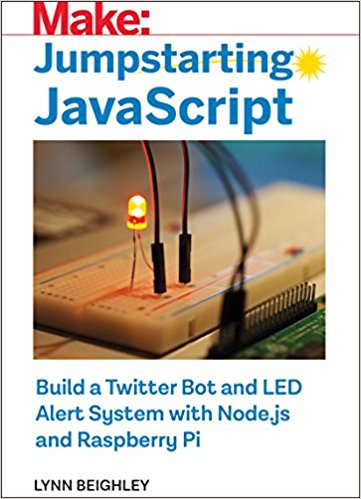 Make:
Jumpstarting
JavaScript
Build a Twitter Bot and LED
Alert System with Node.js
and Raspberry Pi
LYNN BEIGHLEY